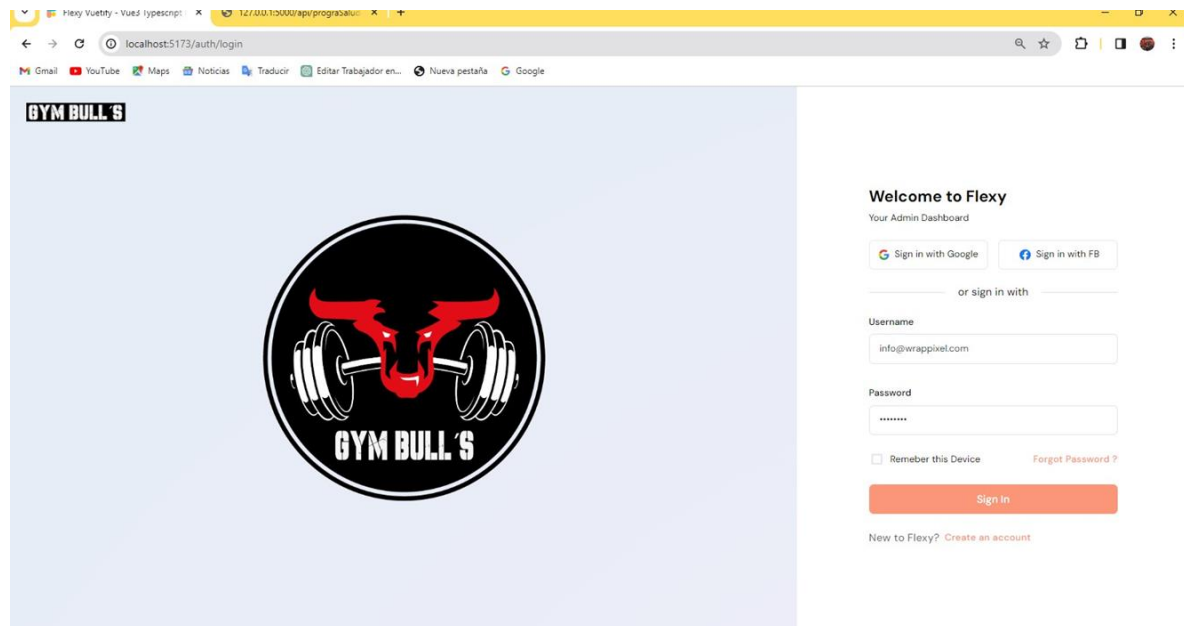 Flexy Vuetify - Vue3 Typescript
127.0.0.1:5000/api/prograSalud
localhost:5173/auth/login
Gmail YouTube Maps Noticias Traducir Editar Trabajador en... Nueva pestaña Google
GYM BULL´S
Welcome to Flexy
Your Admin Dashboard
Sign in with Google Sign in with FB
or sign in with
Username
info@wrappixel.com
Password
••••••••
Remeber this Device Forgot Password ?
Sign In
New to Flexy? Create an account
GYM BULL´S